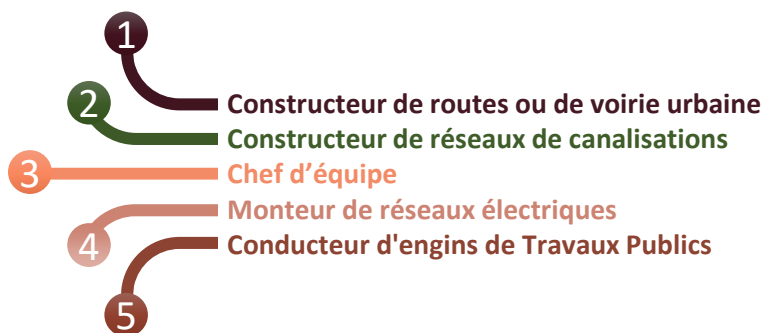 1
Constructeur de routes ou de voirie urbaine
2
Constructeur de réseaux de canalisations
3
Chef d’équipe
4
Monteur de réseaux électriques
5
Conducteur d'engins de Travaux Publics